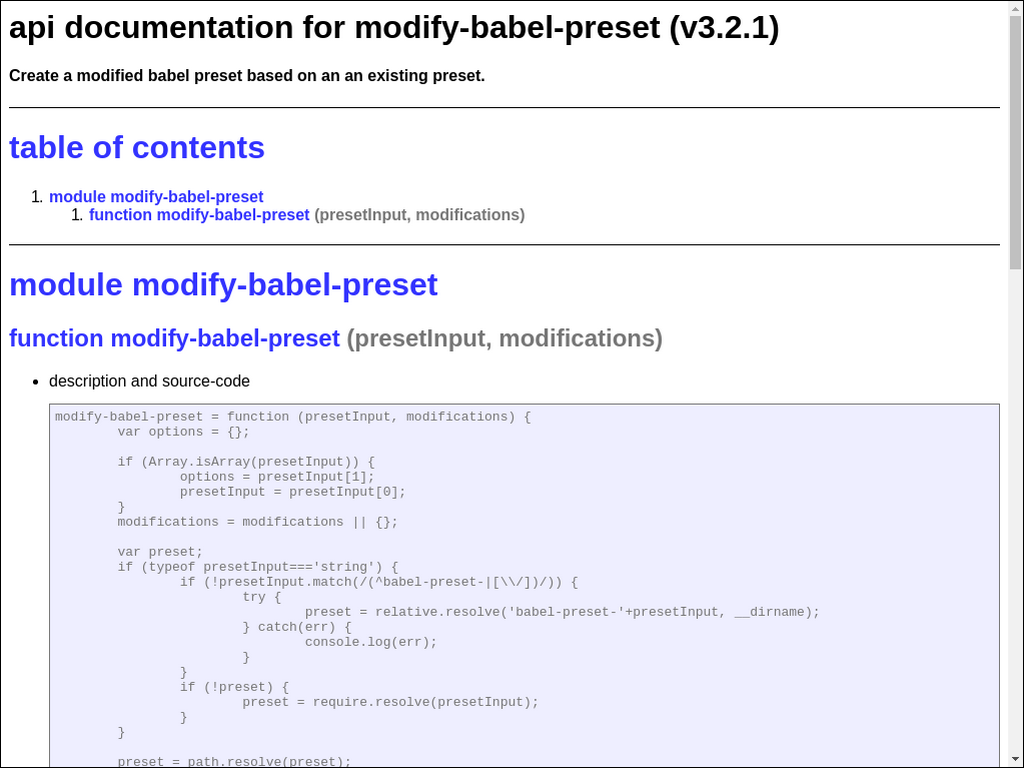 api documentation for modify-babel-preset (v3.2.1)
Create a modified babel preset based on an an existing preset.
table of contents
1. module modify-babel-preset
1. function modify-babel-preset (presetInput, modifications)
module modify-babel-preset
function modify-babel-preset (presetInput, modifications)
• description and source-code
modify-babel-preset = function (presetInput, modifications) {
        var options = {};

        if (Array.isArray(presetInput)) {
                options = presetInput[1];
                presetInput = presetInput[0];
        }
        modifications = modifications || {};

        var preset;
        if (typeof presetInput==='string') {
                if (!presetInput.match(/(^babel-preset-|[\\/])/)) {
                        try {
                                preset = relative.resolve('babel-preset-'+presetInput, __dirname);
                        } catch(err) {
                                console.log(err);
                        }
                }
                if (!preset) {
                        preset = require.resolve(presetInput);
                }
        }

        preset = path.resolve(preset);